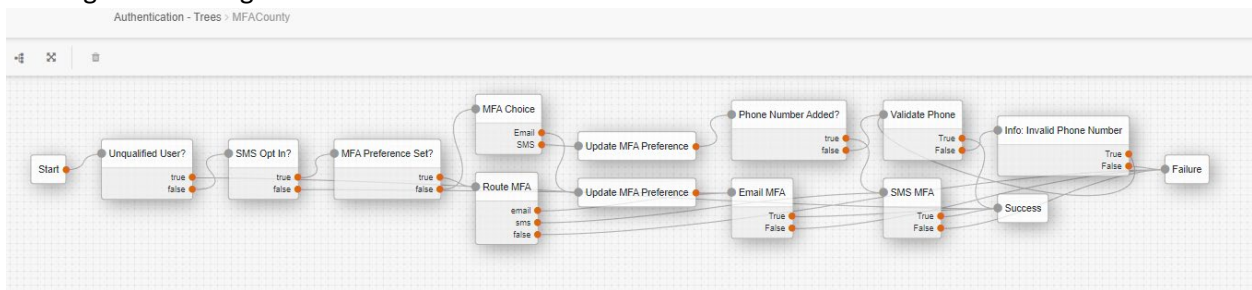 Authentication - Trees > MFACounty
Start
Unqualified User?
true
false
SMS Opt In?
true
false
MFA Preference Set?
true
false
MFA Choice
Email
SMS
Route MFA
email
sms
false
Update MFA Preference
Update MFA Preference
Phone Number Added?
true
false
Email MFA
True
False
Validate Phone
True
False
SMS MFA
True
False
Info: Invalid Phone Number
True
False
Success
Failure